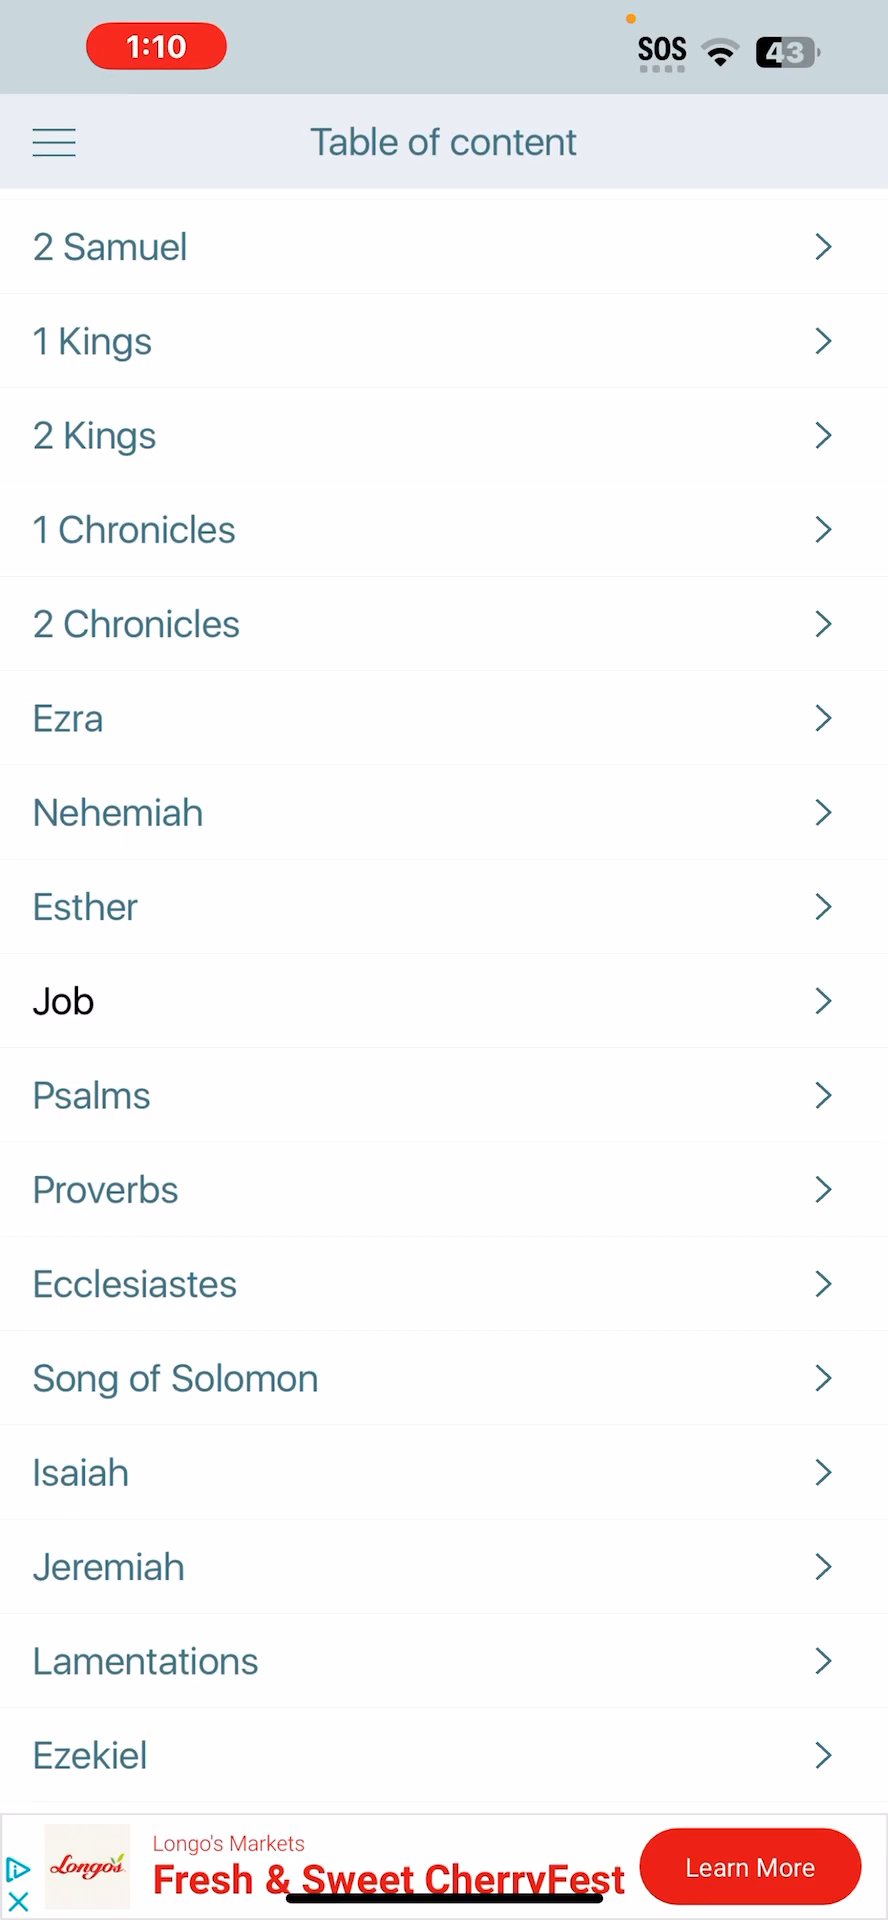 1:10
SOS
43
Table of content
2 Samuel
1 Kings
2 Kings
1 Chronicles
2 Chronicles
Ezra
Nehemiah
Esther
Job
Psalms
Proverbs
Ecclesiastes
Song of Solomon
Isaiah
Jeremiah
Lamentations
Ezekiel
Longo's
Longo's Markets
Fresh & Sweet CherryFest
Learn More